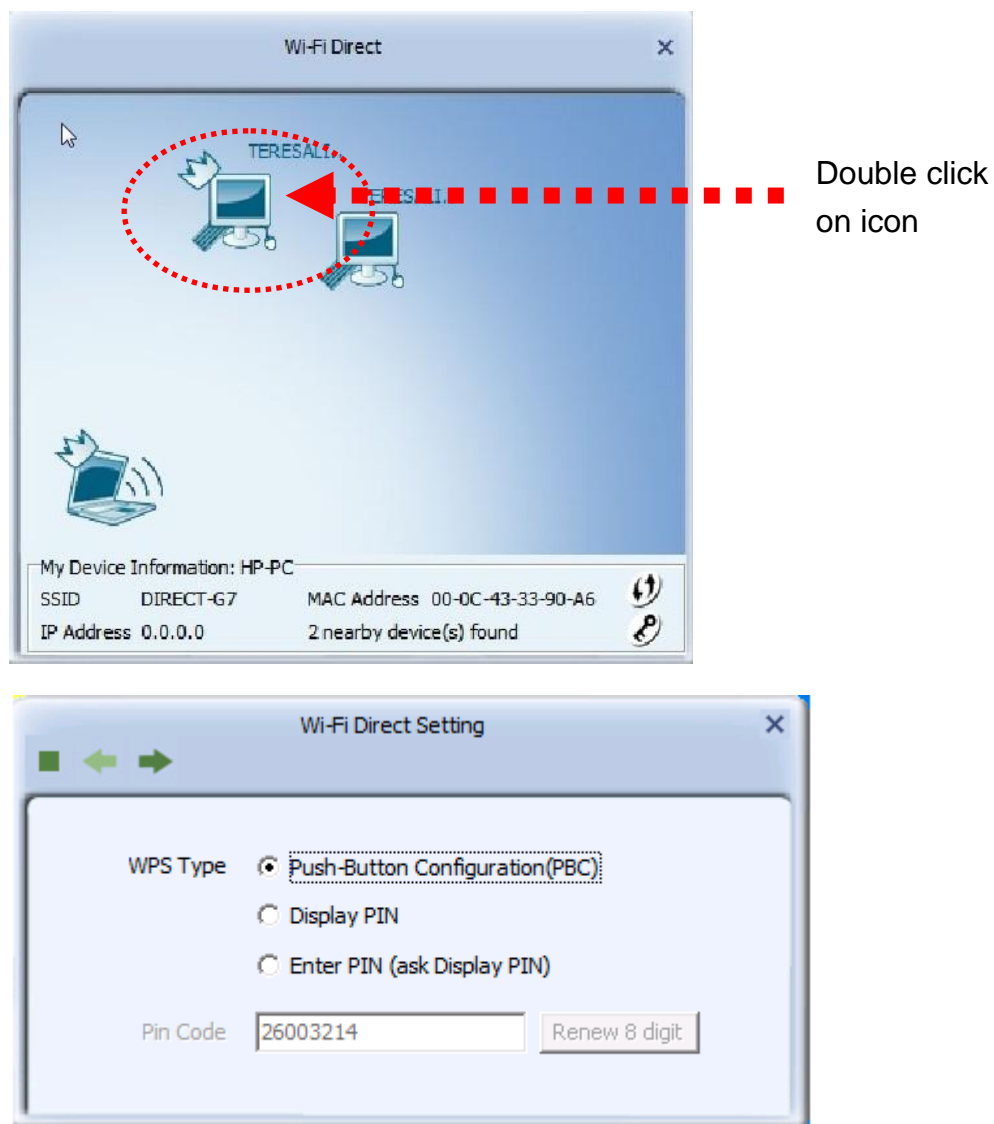 Wi-Fi Direct
TERESALI...
TERESALI...
Double click
on icon
My Device Information: HP-PC
SSID DIRECT-G7 MAC Address 00-0C-43-33-90-A6
IP Address 0.0.0.0 2 nearby device(s) found
Wi-Fi Direct Setting
WPS Type Push-Button Configuration(PBC)
Display PIN
Enter PIN (ask Display PIN)
Pin Code 26003214 Renew 8 digit